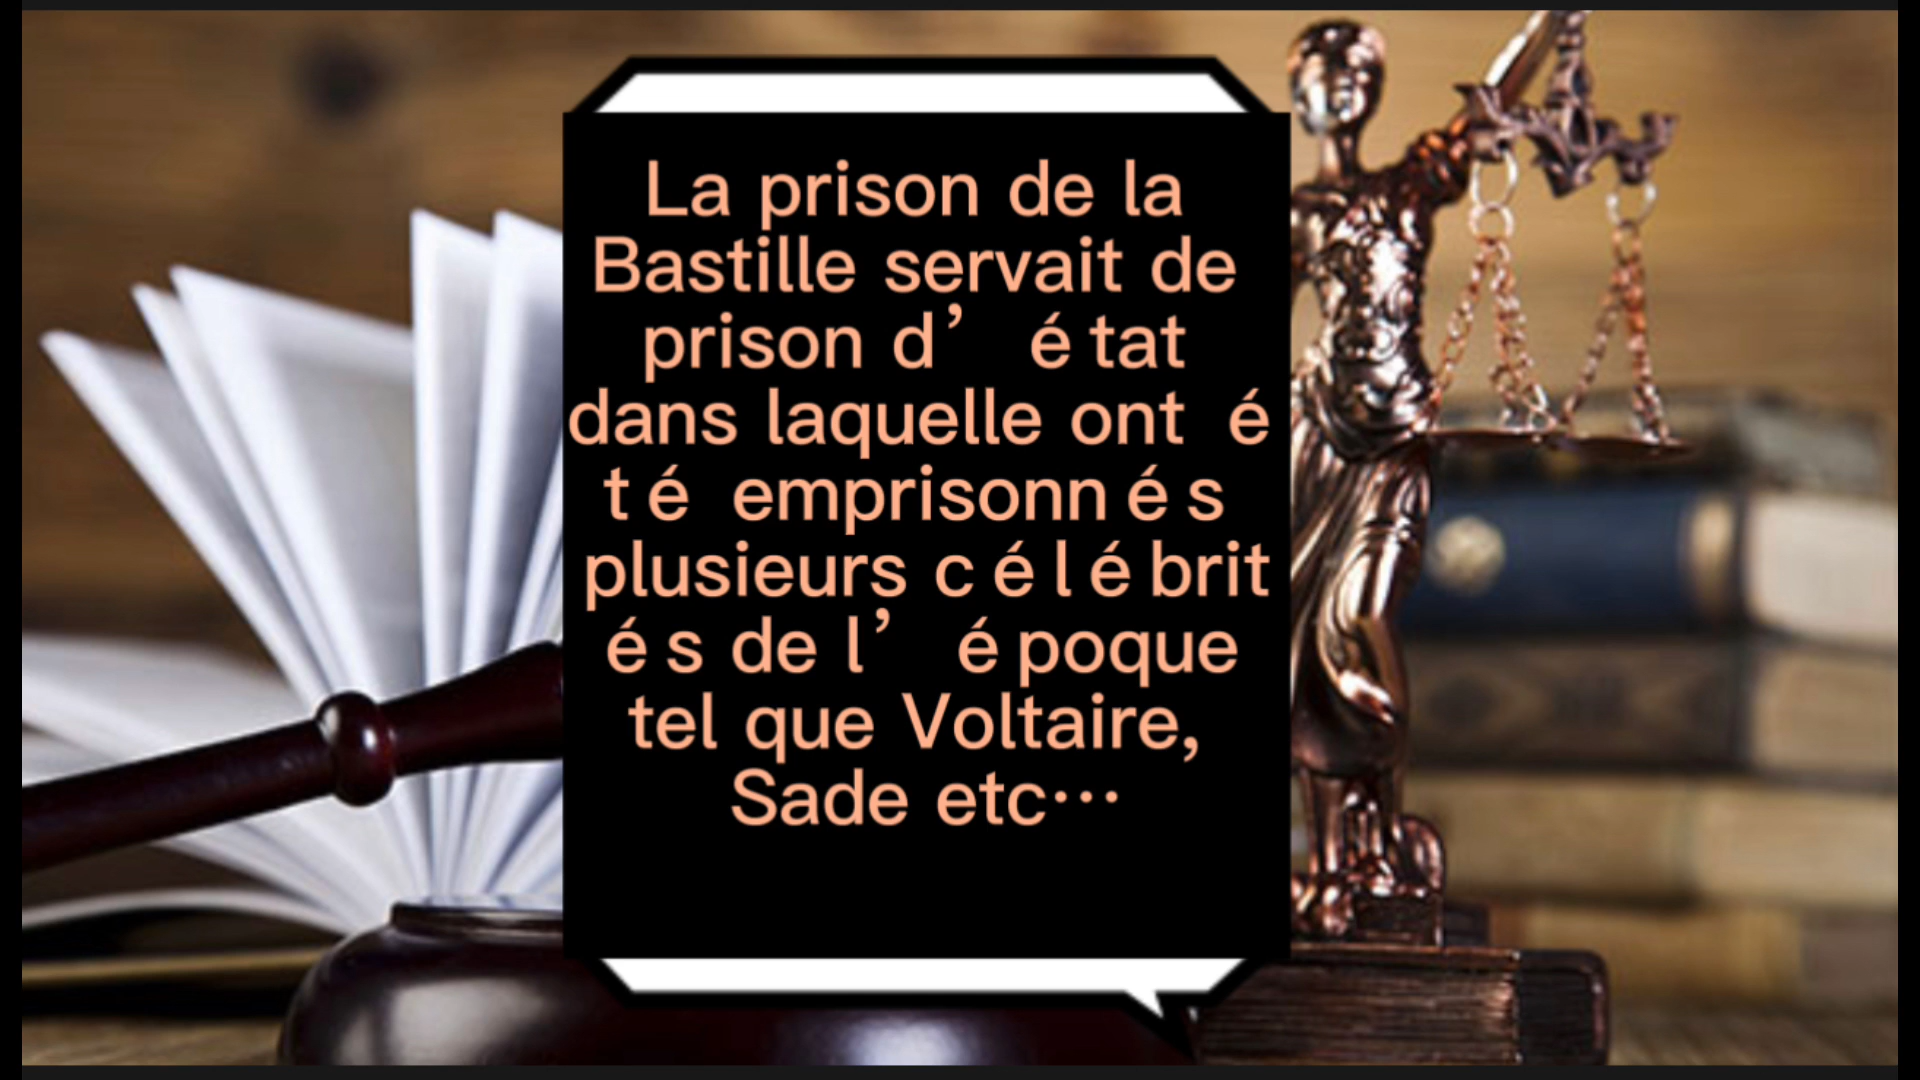 La prison de la
Bastille servait de
prison d’ état
dans laquelle ont é
té emprisonnés
plusieurs célébrit
és de l’ époque
tel que Voltaire,
Sade etc…